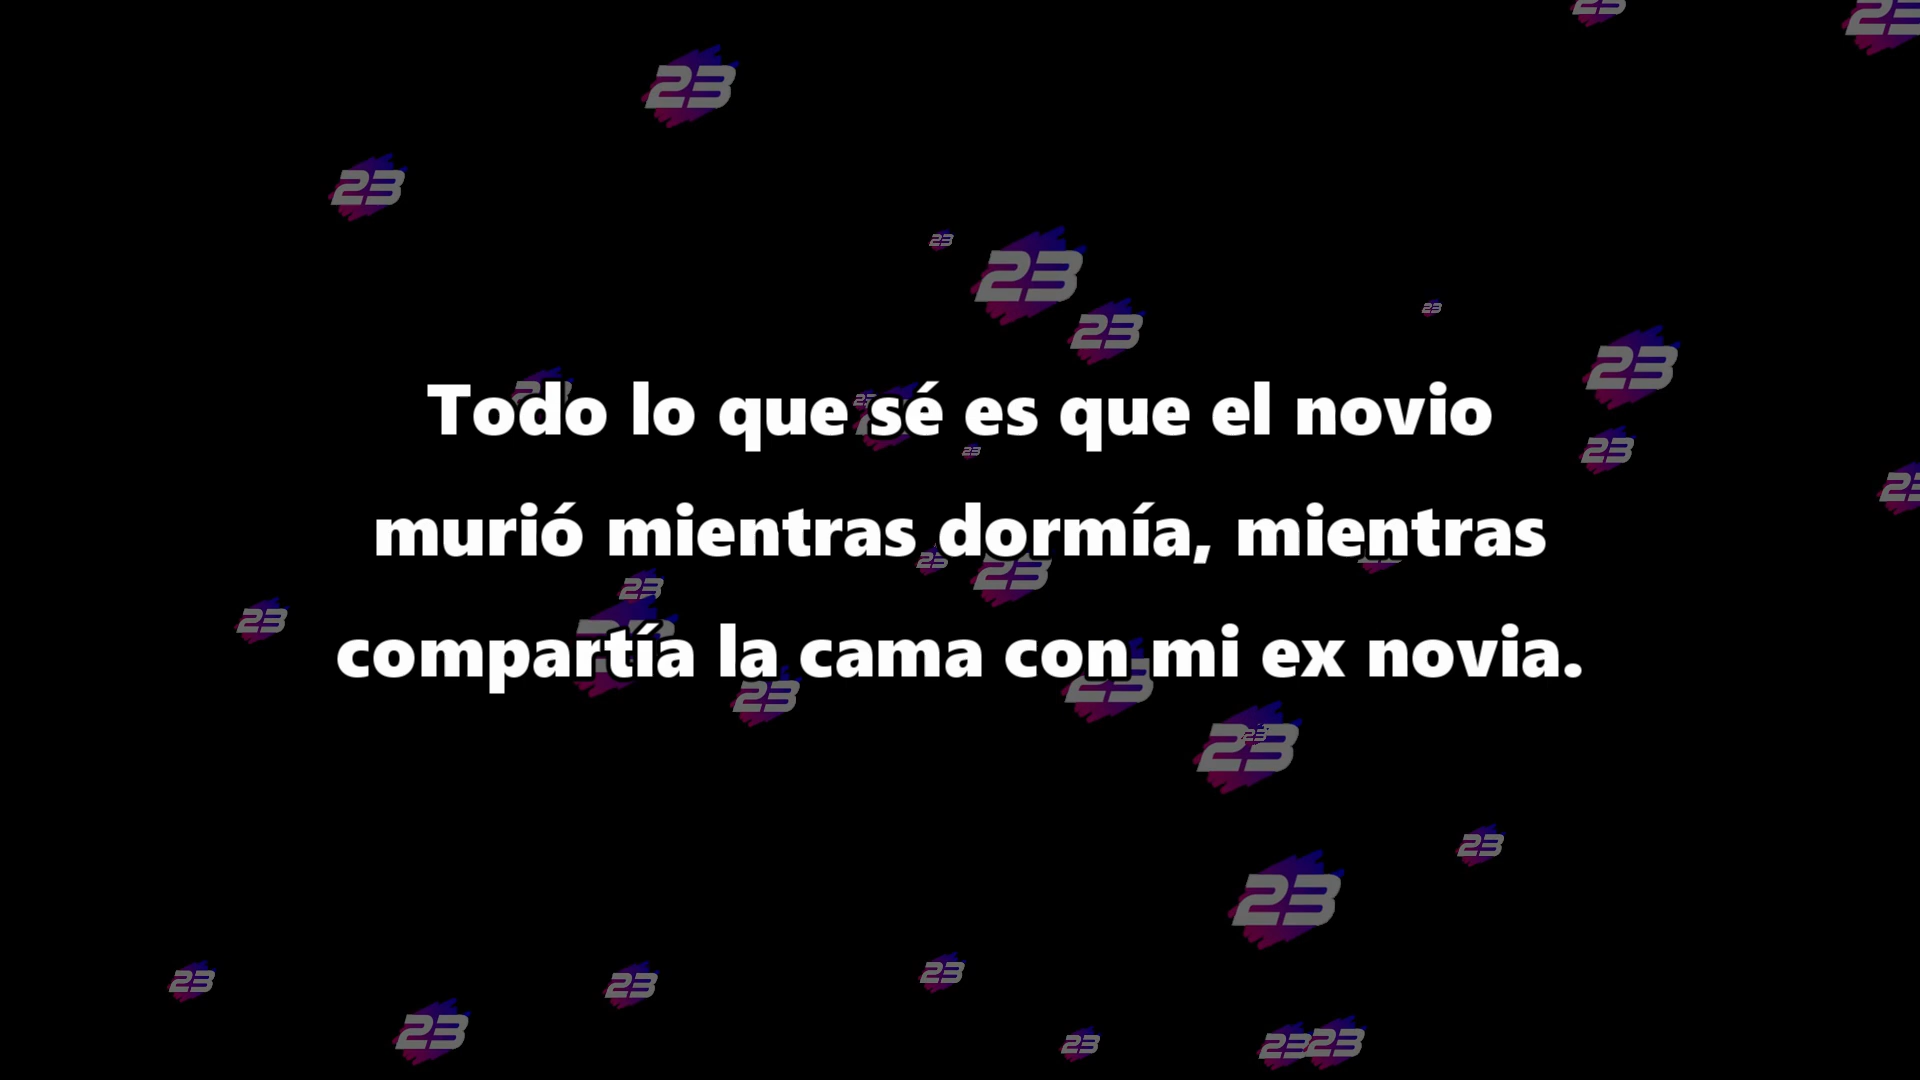 Todo lo que sé es que el novio
murió mientras dormía, mientras
compartía la cama con mi ex novia.
23